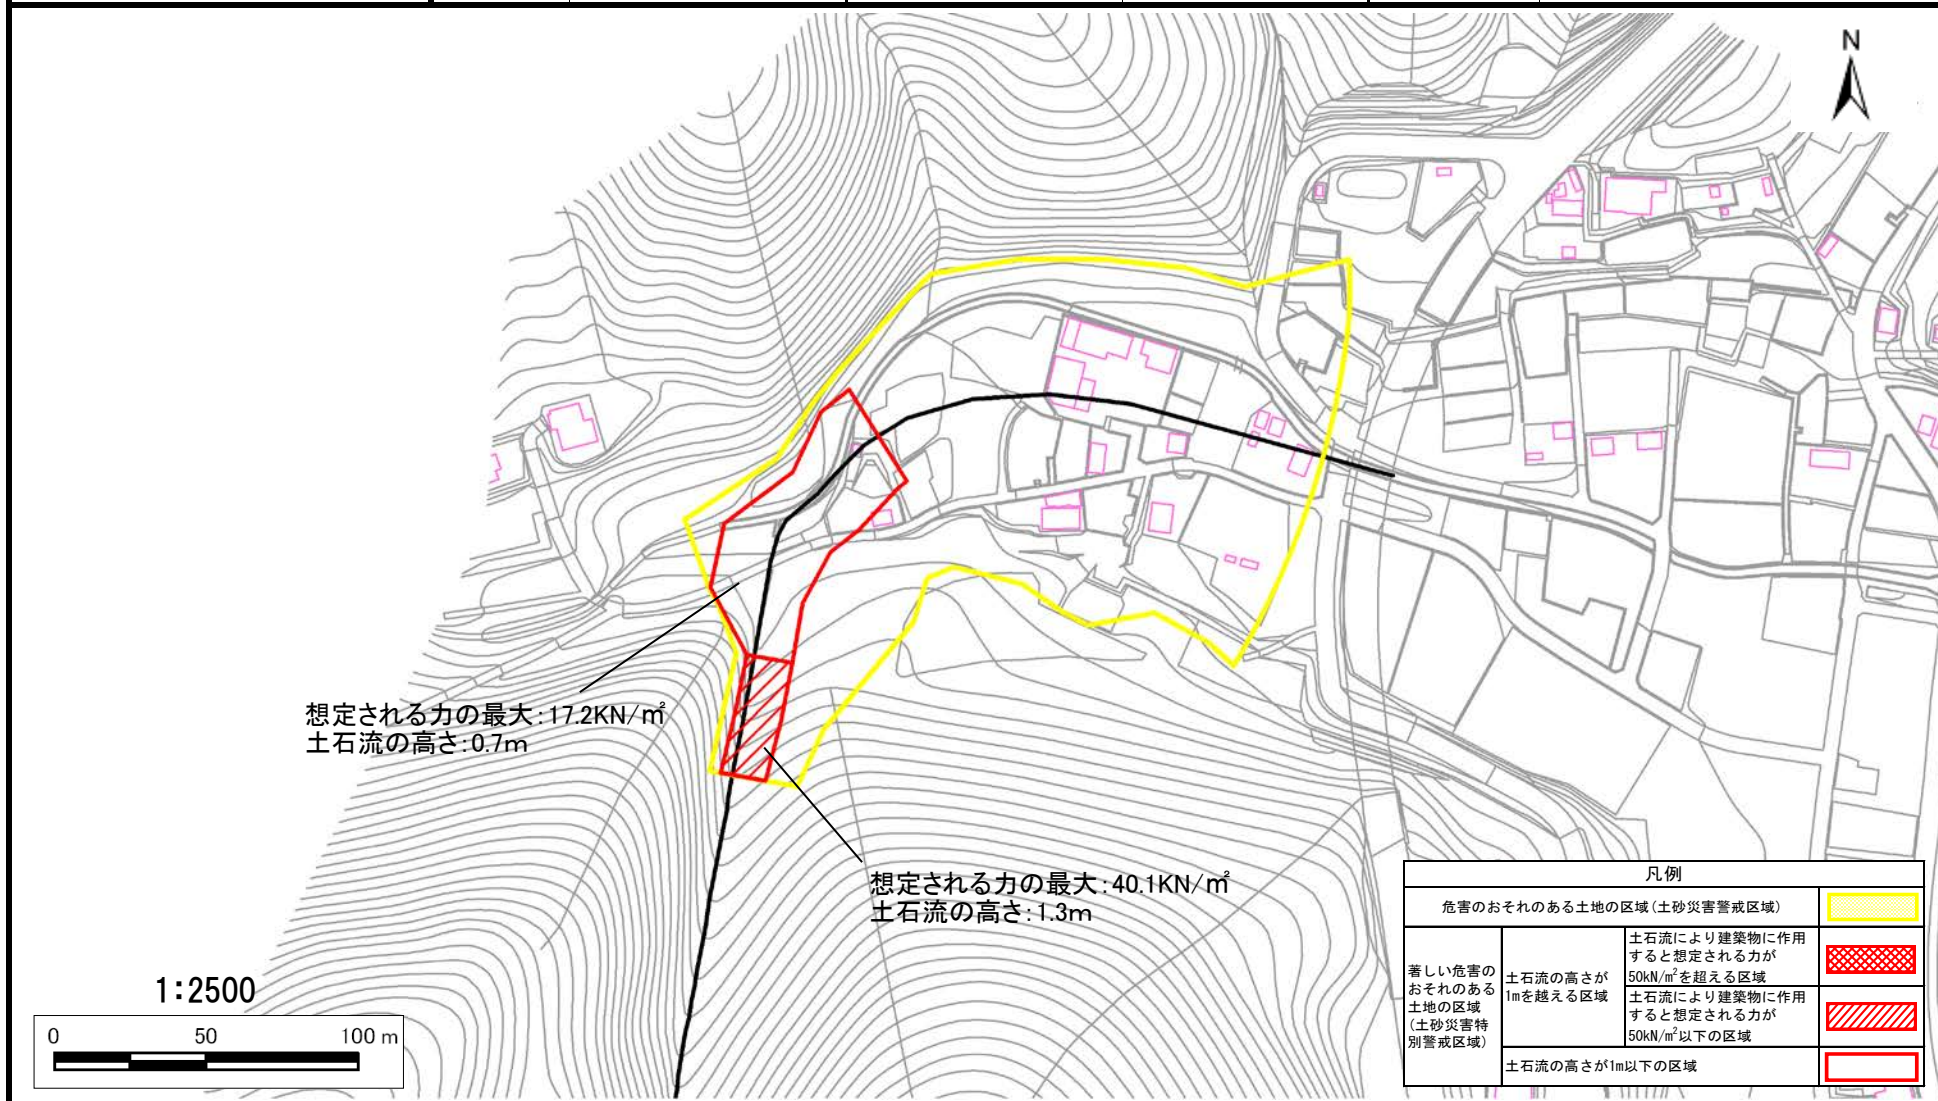 N
想定される力の最大:17.2KN/㎡
土石流の高さ:0.7m
想定される力の最大:40.1KN/㎡
土石流の高さ:1.3m
1:2500
0 50 100 m
凡例
危害のおそれのある土地の区域(土砂災害警戒区域)
著しい危害の
おそれのある
土地の区域
(土砂災害特
別警戒区域)
土石流の高さが
1mを越える区域
土石流により建築物に作用
すると想定される力が
50kN/㎡を超える区域
土石流により建築物に作用
すると想定される力が
50kN/㎡以下の区域
土石流の高さが1m以下の区域